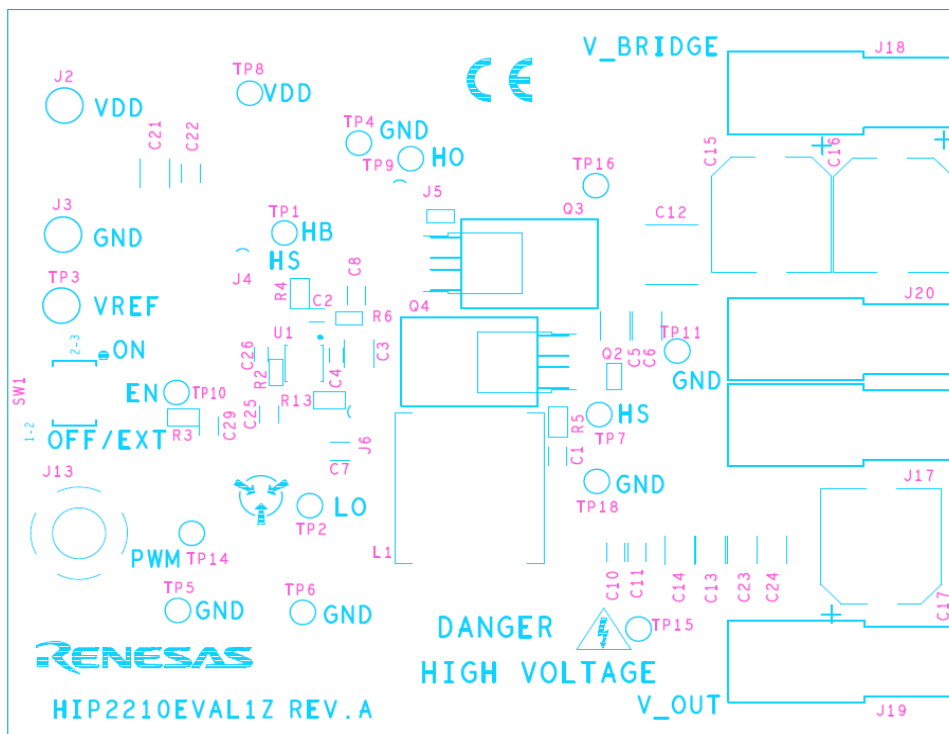 V_BRIDGE
J18
J2
VDD
TP8
VDD
TP4
GND
TP9
HO
C21
C22
TP16
C15
C16
J5
Q3
C12
J3
GND
TP1
HB
HS
J4
R4
C8
C2
R6
Q4
J20
TP3
VREF
2-3
ON
SW1
1-2
EN
TP10
OFF/EXT
R3
C29
C26
U1
R2
C4
C3
R13
C25
J6
C7
C5
C6
TP11
GND
Q2
HS
TP7
R5
C1
GND
TP18
J13
LO
TP2
L1
PWM
TP14
J17
C10
C11
C14
C13
C23
C24
C17
TP5
GND
TP6
GND
DANGER
TP15
HIGH VOLTAGE
RENESAS
HIP2210EVAL1Z REV.A
V_OUT
J19